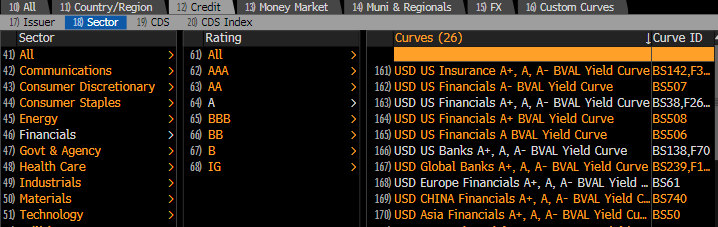 10) All 11) Country/Region 12) Credit 13) Money Market 14) Muni & Regionals 15) FX 16) Custom Curves
17) Issuer 18) Sector 19) CDS 20) CDS Index
Sector Rating Curves (26) Curve ID
41) All 61) All
42) Communications 62) AAA 161) USD US Insurance A+, A, A- BVAL Yield Curve BS142,F3...
43) Consumer Discretionary 63) AA 162) USD US Financials A- BVAL Yield Curve BS507
44) Consumer Staples 64) A 163) USD US Financials A+, A, A- BVAL Yield Curve BS38,F26...
45) Energy 65) BBB 164) USD US Financials A+ BVAL Yield Curve BS508
46) Financials 66) BB 165) USD US Financials A BVAL Yield Curve BS506
47) Govt & Agency 67) B 166) USD US Banks A+, A, A- BVAL Yield Curve BS138,F70
48) Health Care 68) IG 167) USD Global Banks A+, A, A- BVAL Yield Curve BS239,F1...
49) Industrials 168) USD Europe Financials A+, A, A- BVAL Yield ... BS61
50) Materials 169) USD CHINA Financials A+, A, A- BVAL Yield C... BS740
51) Technology 170) USD Asia Financials A+, A, A- BVAL Yield Cu... BS50